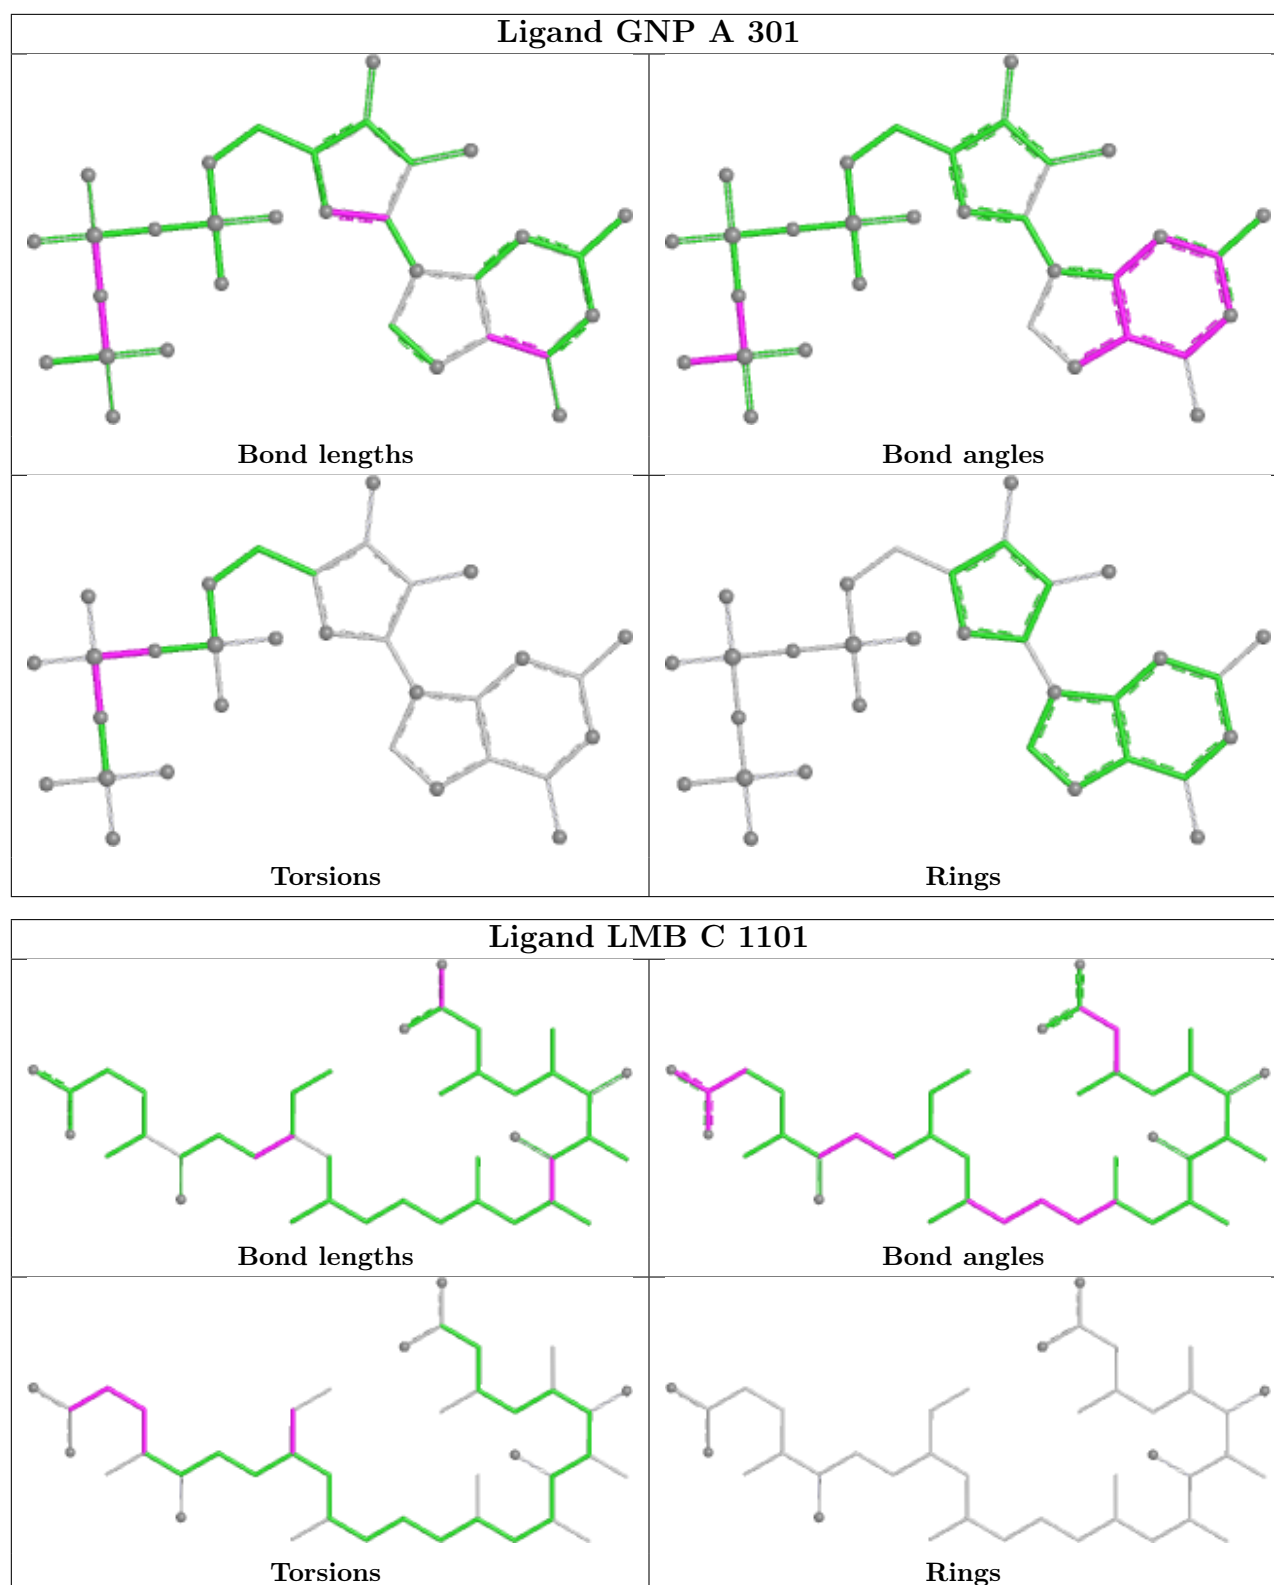 Ligand GNP A 301
Bond lengths
Bond angles
Torsions
Rings
Ligand LMB C 1101
Bond lengths
Bond angles
Torsions
Rings